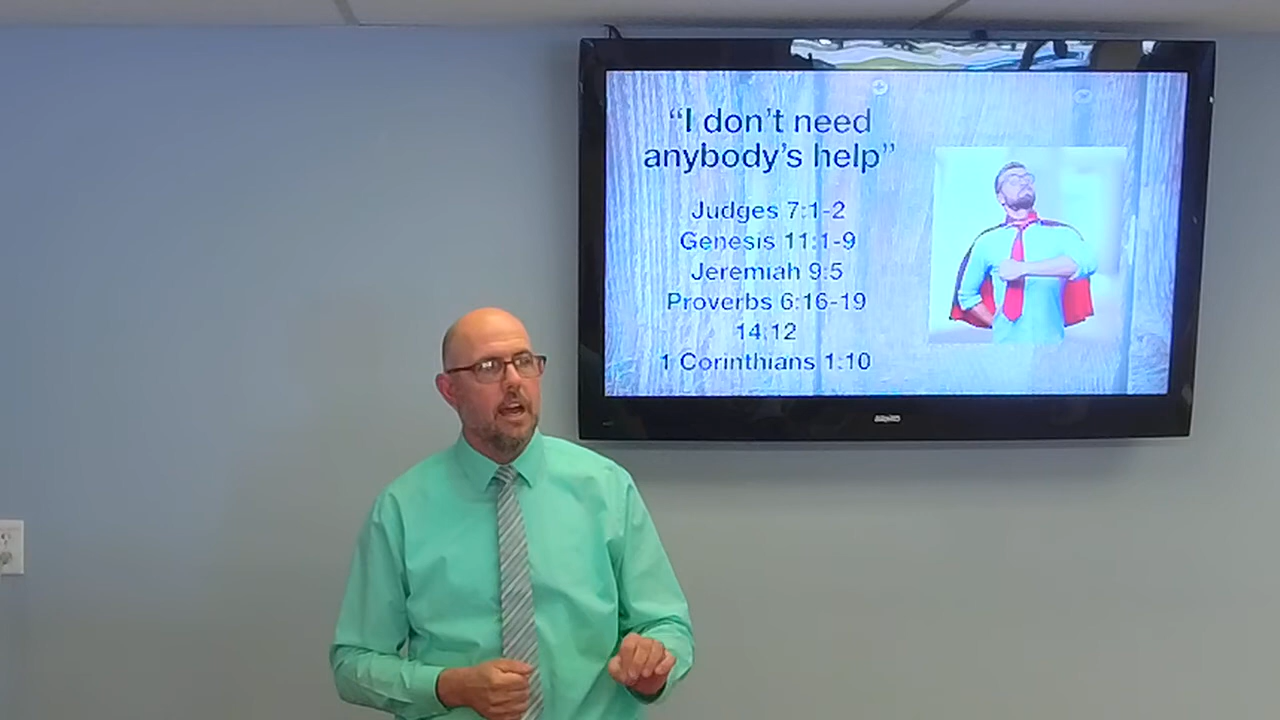 “I don’t need
anybody’s help”
Judges 7:1-2
Genesis 11:1-9
Jeremiah 9:5
Proverbs 6:16-19
14:12
1 Corinthians 1:10